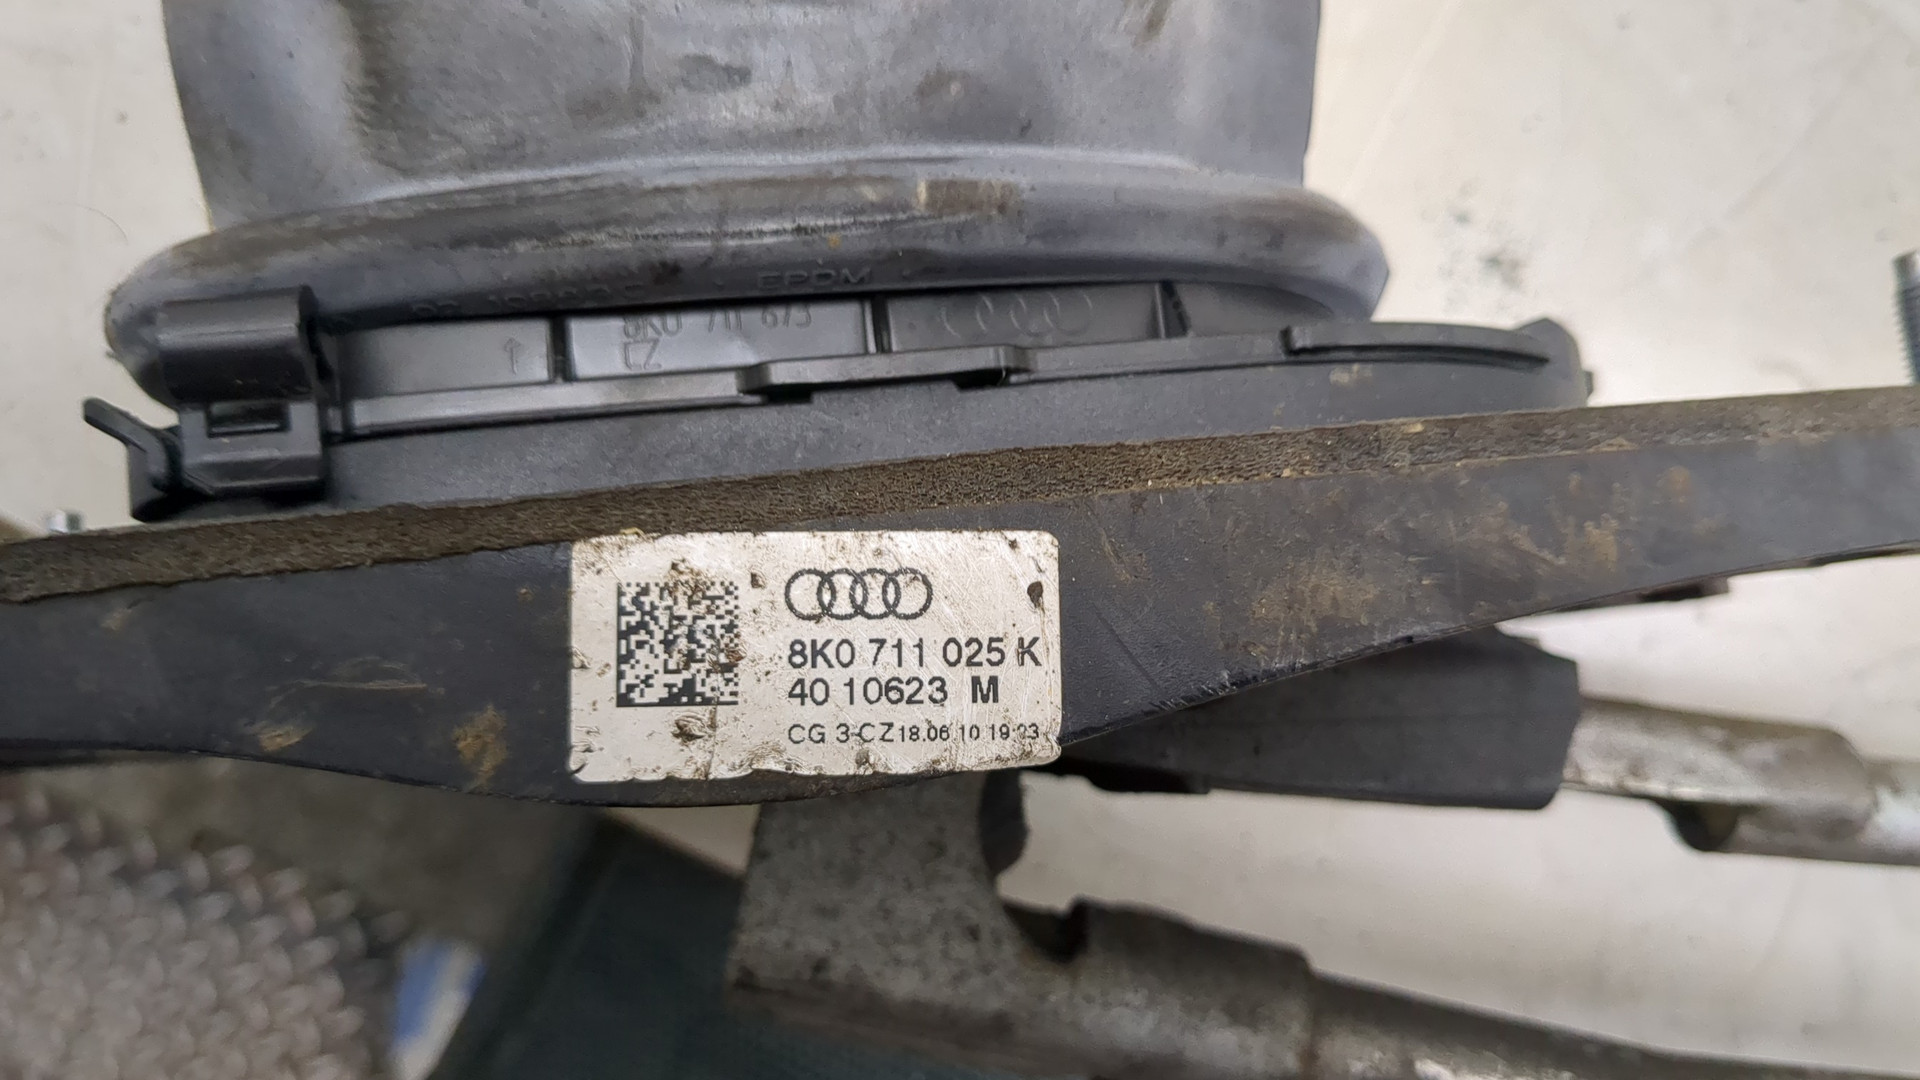 EPDM
8K0 711 673
CZ
8K0 711 025 K
40 10623 M
CG 3-CZ 18.06.10 19:23